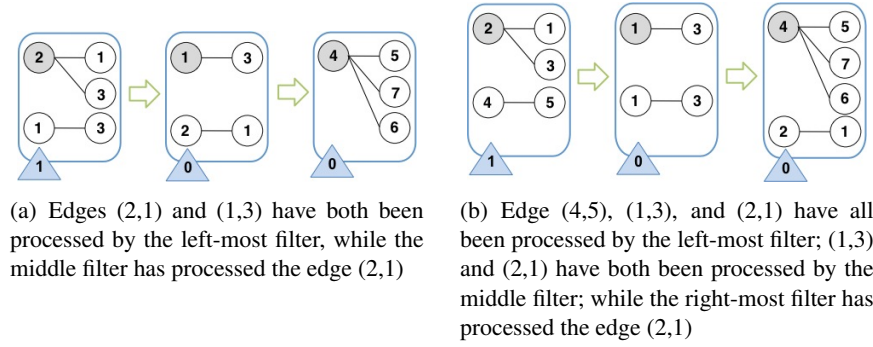 2 1
3
1 3
1
1 3
2 1
0
4 5
7
6
0
(a) Edges (2,1) and (1,3) have both been
processed by the left-most filter, while the
middle filter has processed the edge (2,1)
2 1
3
4 5
1
1 3
1 3
0
4 5
7
6
2 1
0
(b) Edge (4,5), (1,3), and (2,1) have all
been processed by the left-most filter; (1,3)
and (2,1) have both been processed by the
middle filter; while the right-most filter has
processed the edge (2,1)